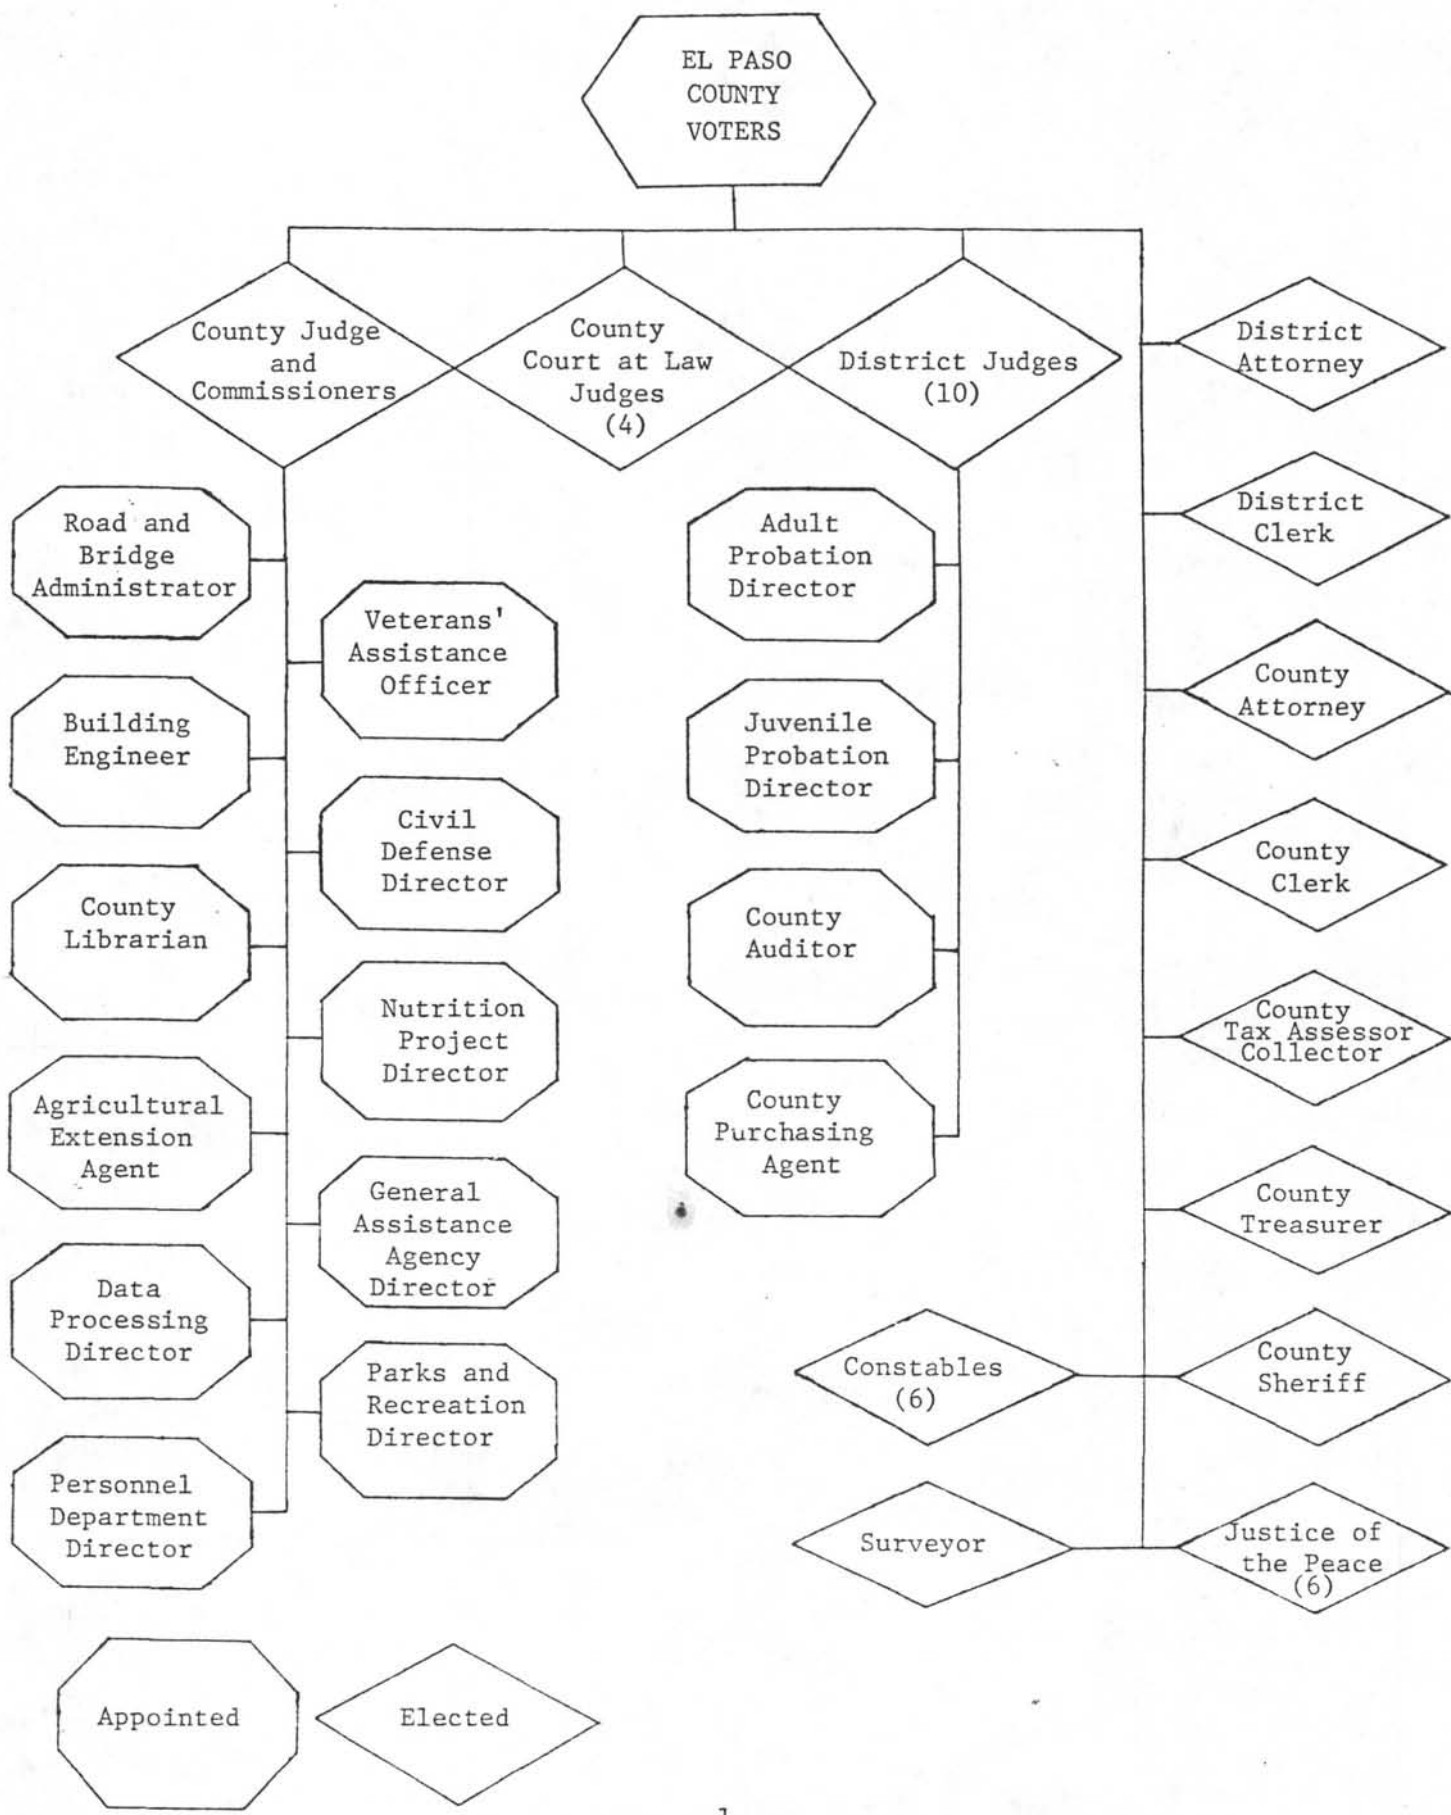 EL PASO
COUNTY
VOTERS
County Judge
and
Commissioners
County
Court at Law
Judges
(4)
District Judges
(10)
District
Attorney
District
Clerk
County
Attorney
County
Clerk
County
Tax Assessor
Collector
County
Treasurer
County
Sheriff
Constables
(6)
Surveyor
Justice of
the Peace
(6)
Road and
Bridge
Administrator
Building
Engineer
County
Librarian
Agricultural
Extension
Agent
Data
Processing
Director
Personnel
Department
Director
Veterans'
Assistance
Officer
Civil
Defense
Director
Nutrition
Project
Director
General
Assistance
Agency
Director
Parks and
Recreation
Director
Adult
Probation
Director
Juvenile
Probation
Director
County
Auditor
County
Purchasing
Agent
Appointed
Elected
1